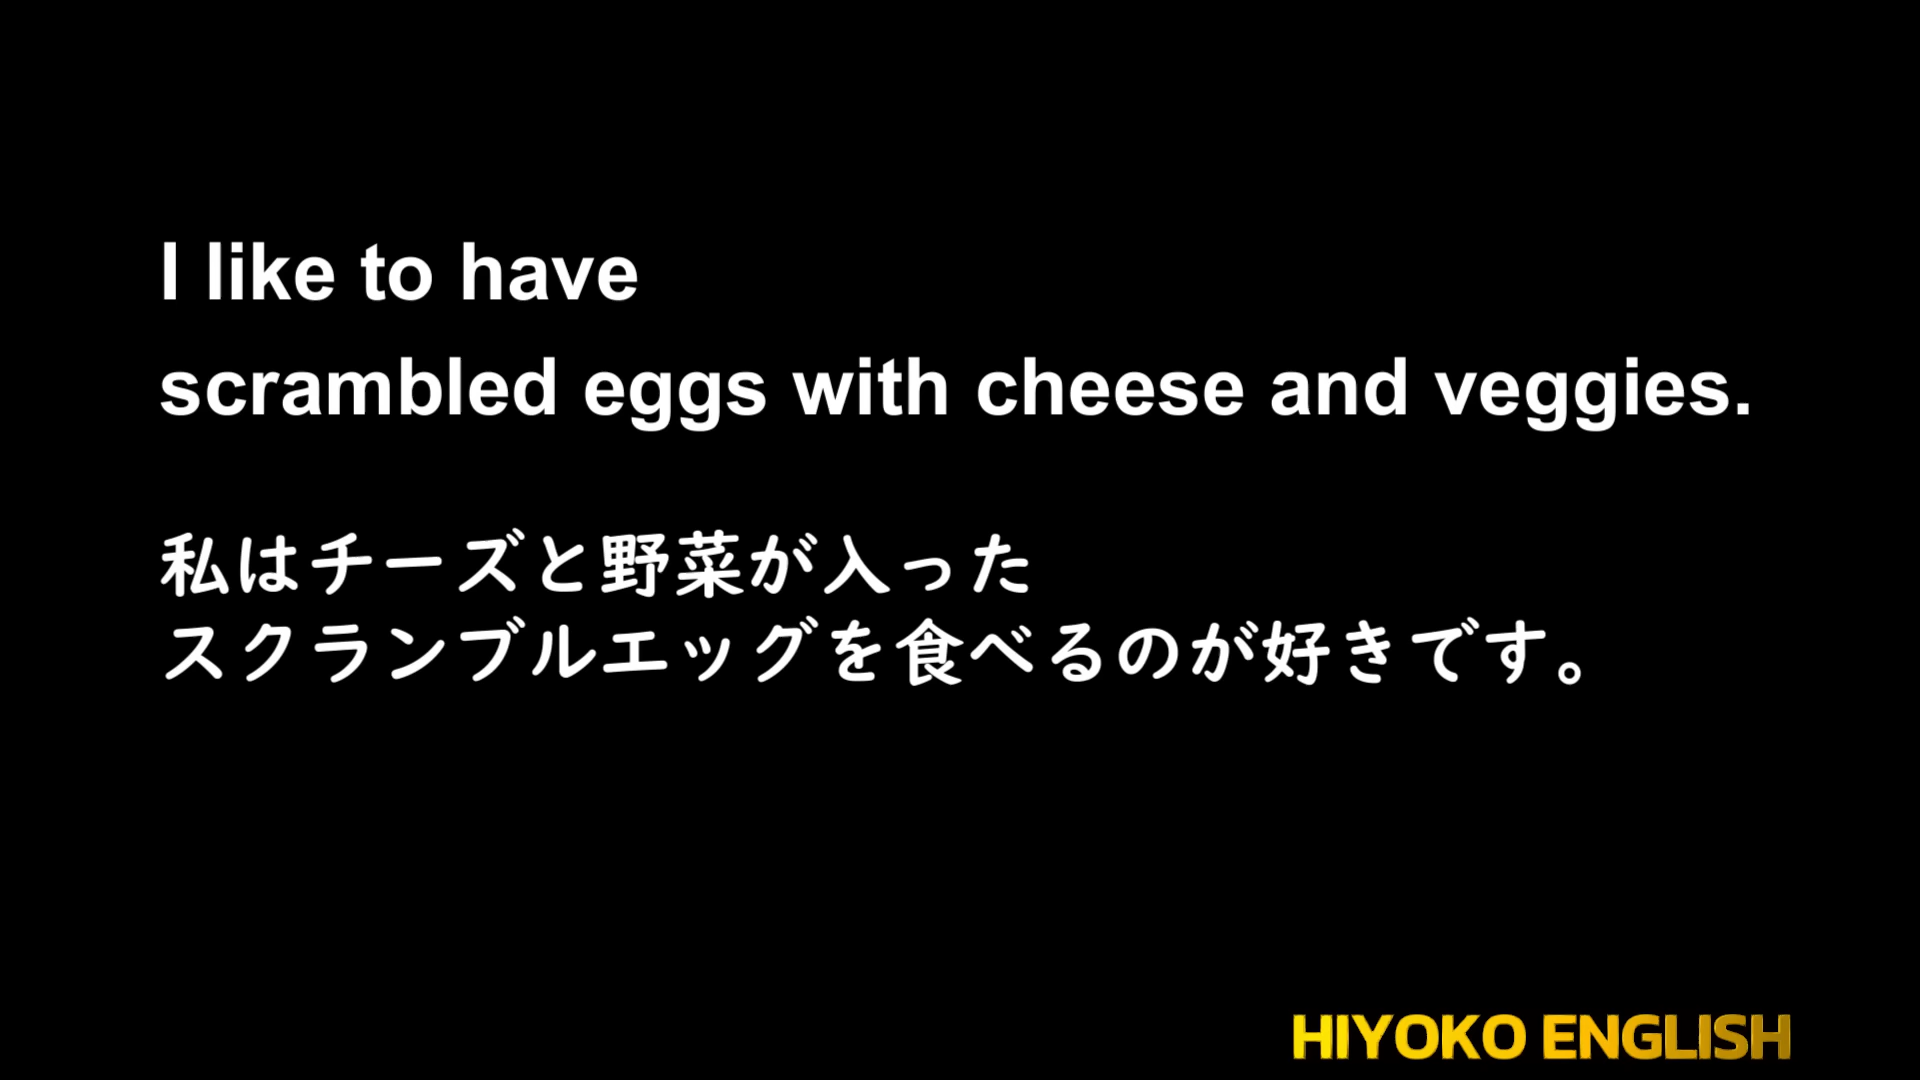 I like to have
scrambled eggs with cheese and veggies.
私はチーズと野菜が入った
スクランブルエッグを食べるのが好きです。
HIYOKO ENGLISH